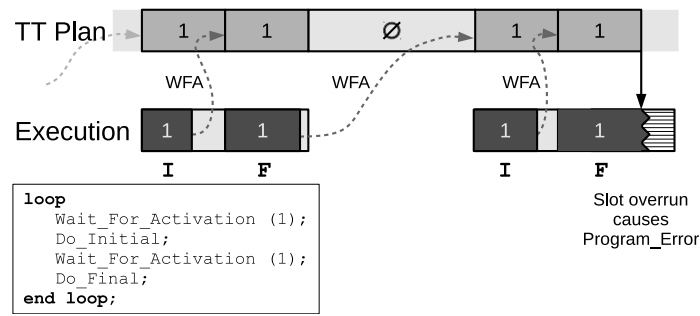 TT Plan 1 1 Ø 1 1
WFA WFA WFA
Execution 1 1 1 1
I F I F
loop
Wait_For_Activation (1);
Do_Initial;
Wait_For_Activation (1);
Do_Final;
end loop;
Slot overrun
causes
Program_Error